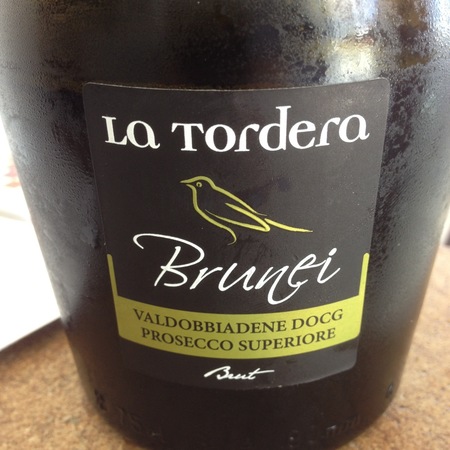 La Tordera
Brunei
VALDOBBIADENE DOCG
PROSECCO SUPERIORE
Brut